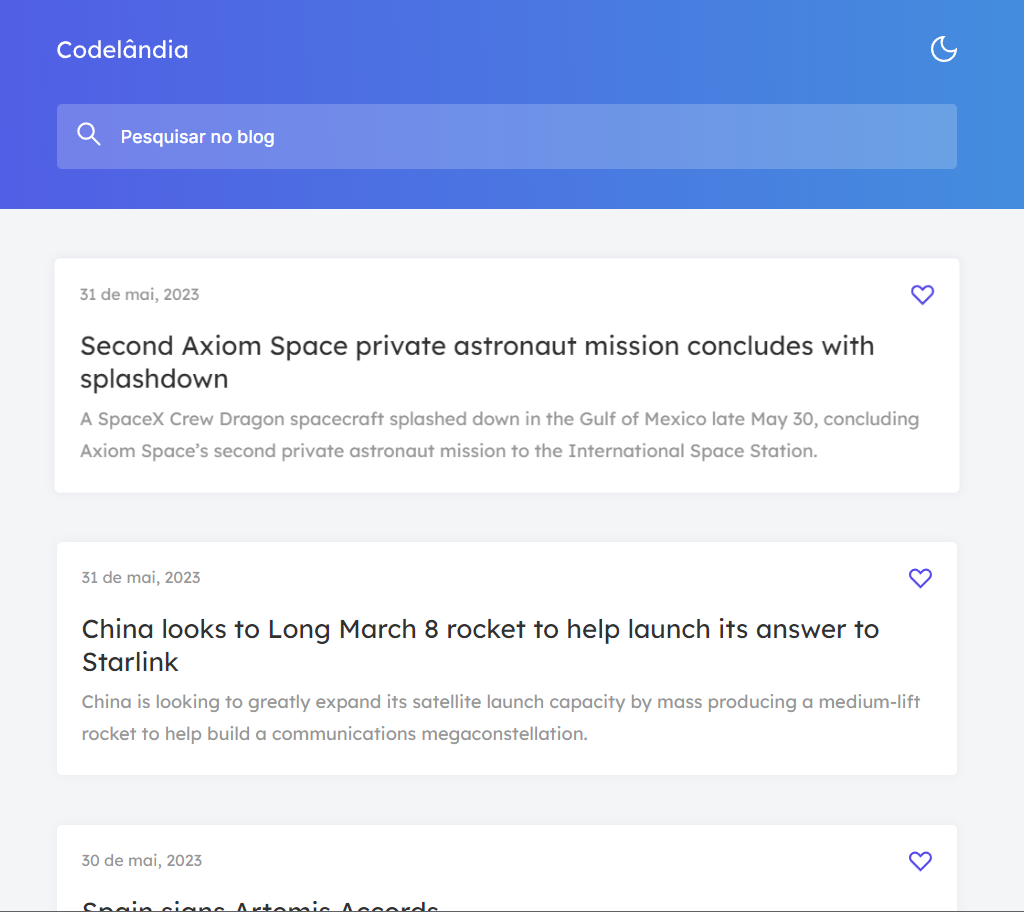 Codelândia
Pesquisar no blog
31 de mai, 2023
Second Axiom Space private astronaut mission concludes with
splashdown
A SpaceX Crew Dragon spacecraft splashed down in the Gulf of Mexico late May 30, concluding
Axiom Space’s second private astronaut mission to the International Space Station.
31 de mai, 2023
China looks to Long March 8 rocket to help launch its answer to
Starlink
China is looking to greatly expand its satellite launch capacity by mass producing a medium-lift
rocket to help build a communications megaconstellation.
30 de mai, 2023
Spain signs Artemis Accords